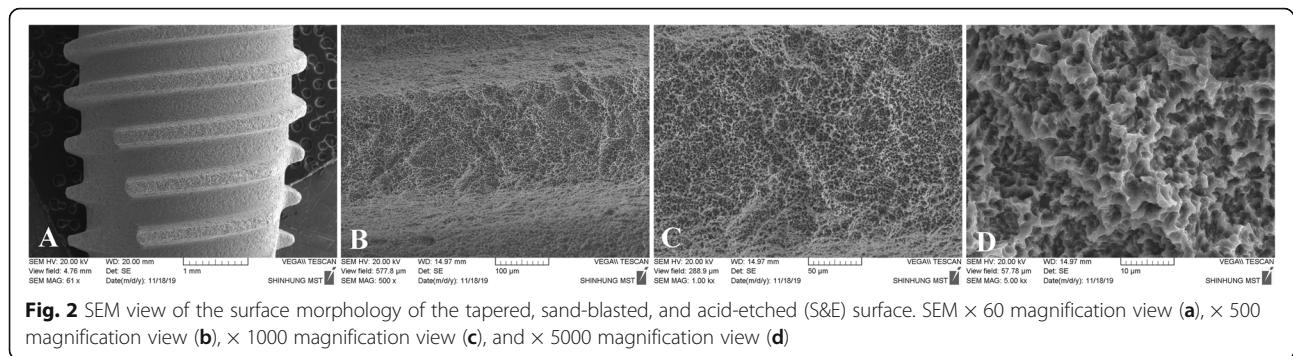 A
SEM HV: 20.00 kV WD: 20.00 mm VEGA\\ TESCAN
View field: 4.76 mm Det: SE 1 mm
SEM MAG: 61 x Date(m/d/y): 11/18/19 SHINHUNG MST
B
SEM HV: 20.00 kV WD: 14.97 mm VEGA\\ TESCAN
View field: 577.8 µm Det: SE 100 µm
SEM MAG: 500 x Date(m/d/y): 11/18/19 SHINHUNG MST
C
SEM HV: 20.00 kV WD: 14.97 mm VEGA\\ TESCAN
View field: 288.9 µm Det: SE 50 µm
SEM MAG: 1.00 kx Date(m/d/y): 11/18/19 SHINHUNG MST
D
SEM HV: 20.00 kV WD: 14.97 mm VEGA\\ TESCAN
View field: 57.78 µm Det: SE 10 µm
SEM MAG: 5.00 kx Date(m/d/y): 11/18/19 SHINHUNG MST
Fig. 2 SEM view of the surface morphology of the tapered, sand-blasted, and acid-etched (S&E) surface. SEM × 60 magnification view (a), × 500
magnification view (b), × 1000 magnification view (c), and × 5000 magnification view (d)